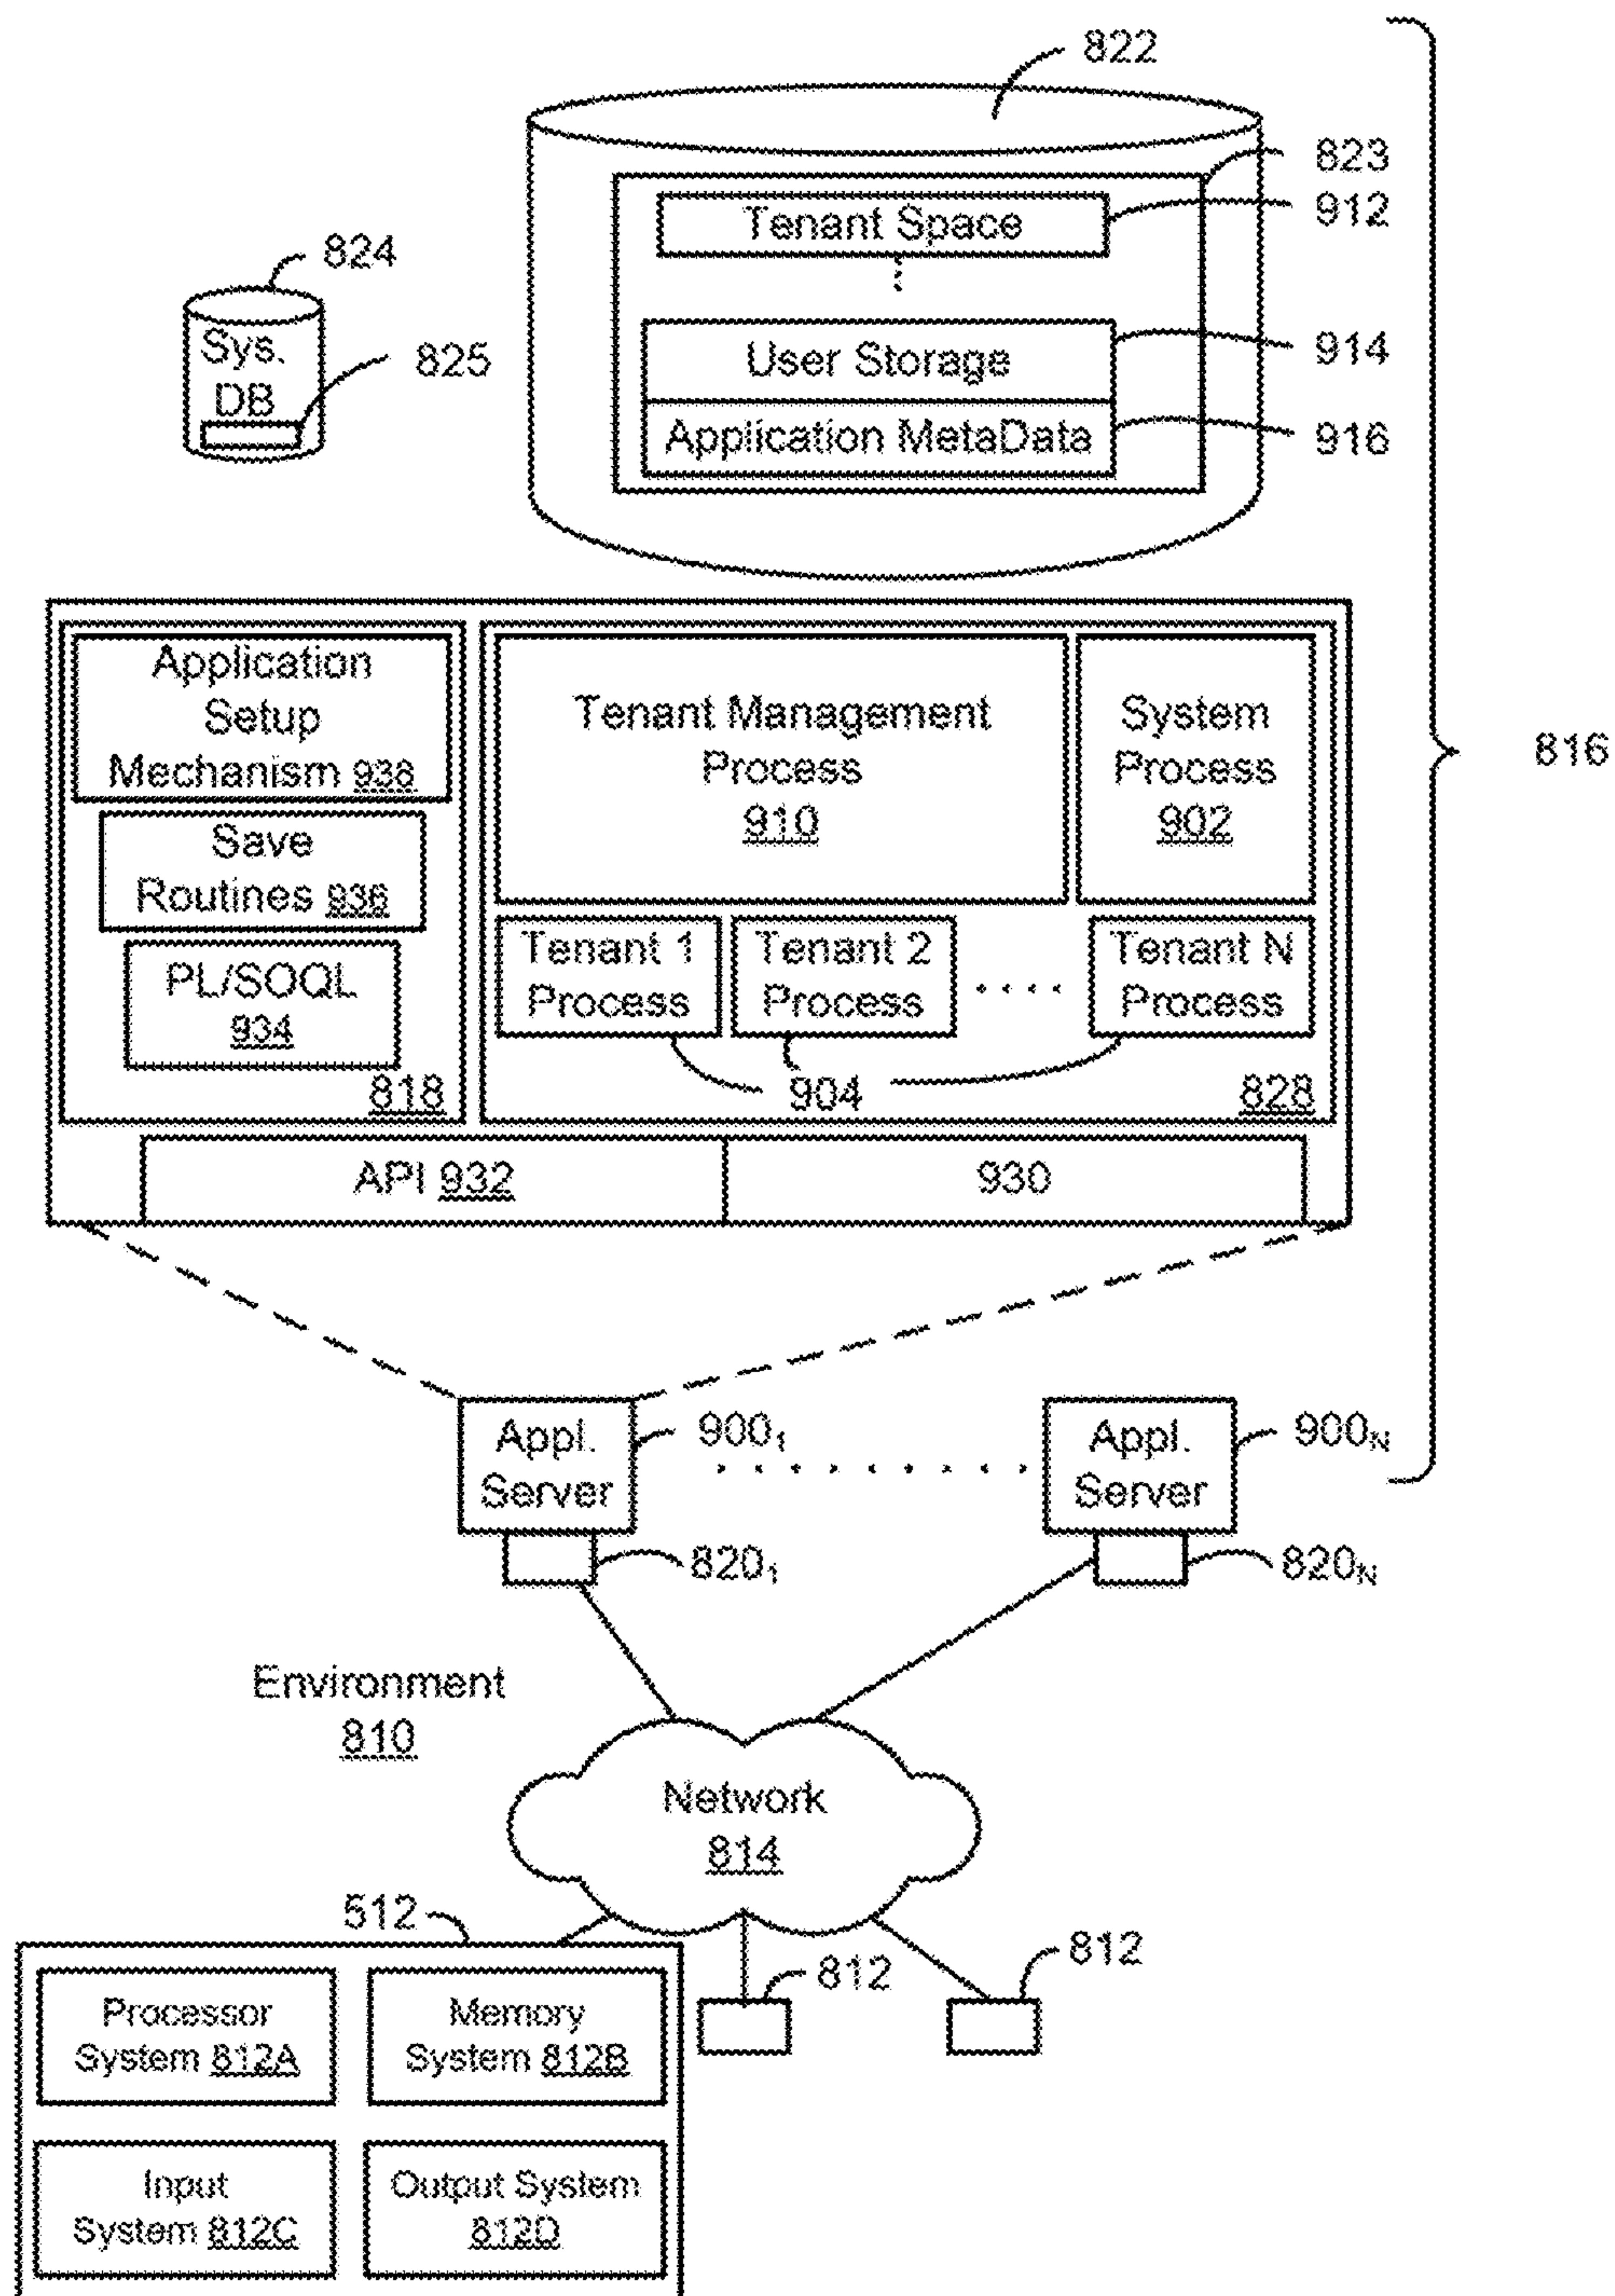 822
823
Tenant Space
912
824
Sys.
DB
825
User Storage
914
Application MetaData
916
Application
Setup
Mechanism 938
Save
Routines 936
PL/SOQL
934
818
Tenant Management
Process
910
System
Process
902
Tenant 1
Process
Tenant 2
Process
Tenant N
Process
904
828
816
API 932
930
Appl.
Server
900₁
Appl.
Server
900N
820₁
820N
Environment
810
Network
814
512
812
812
Processor
System 812A
Memory
System 812B
Input
System 812C
Output System
812D